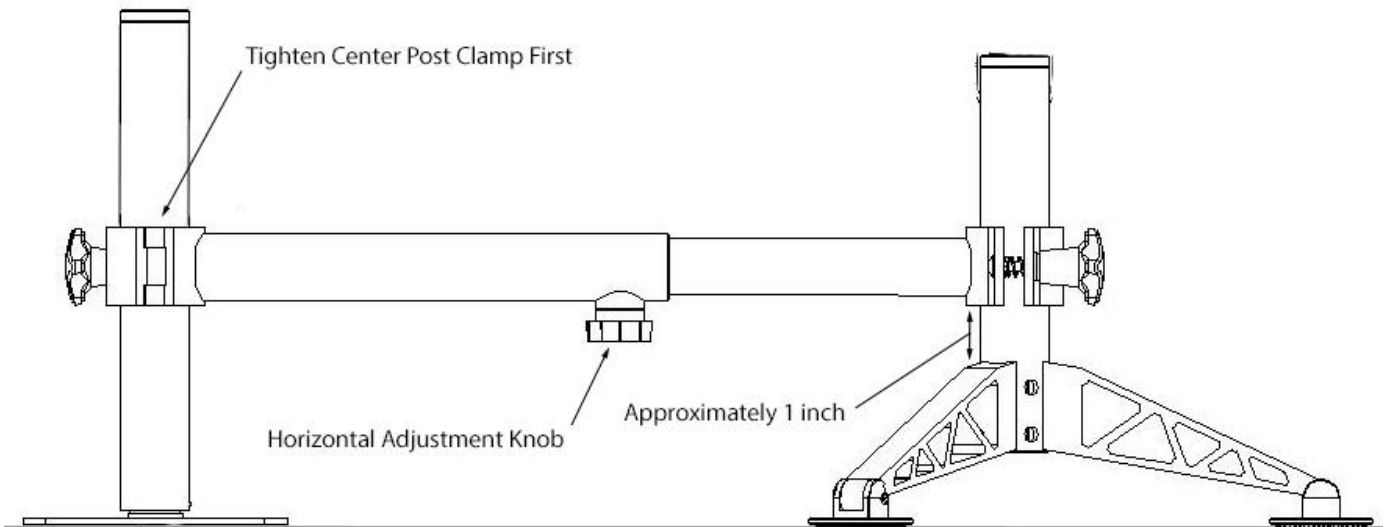 Tighten Center Post Clamp First
Approximately 1 inch
Horizontal Adjustment Knob